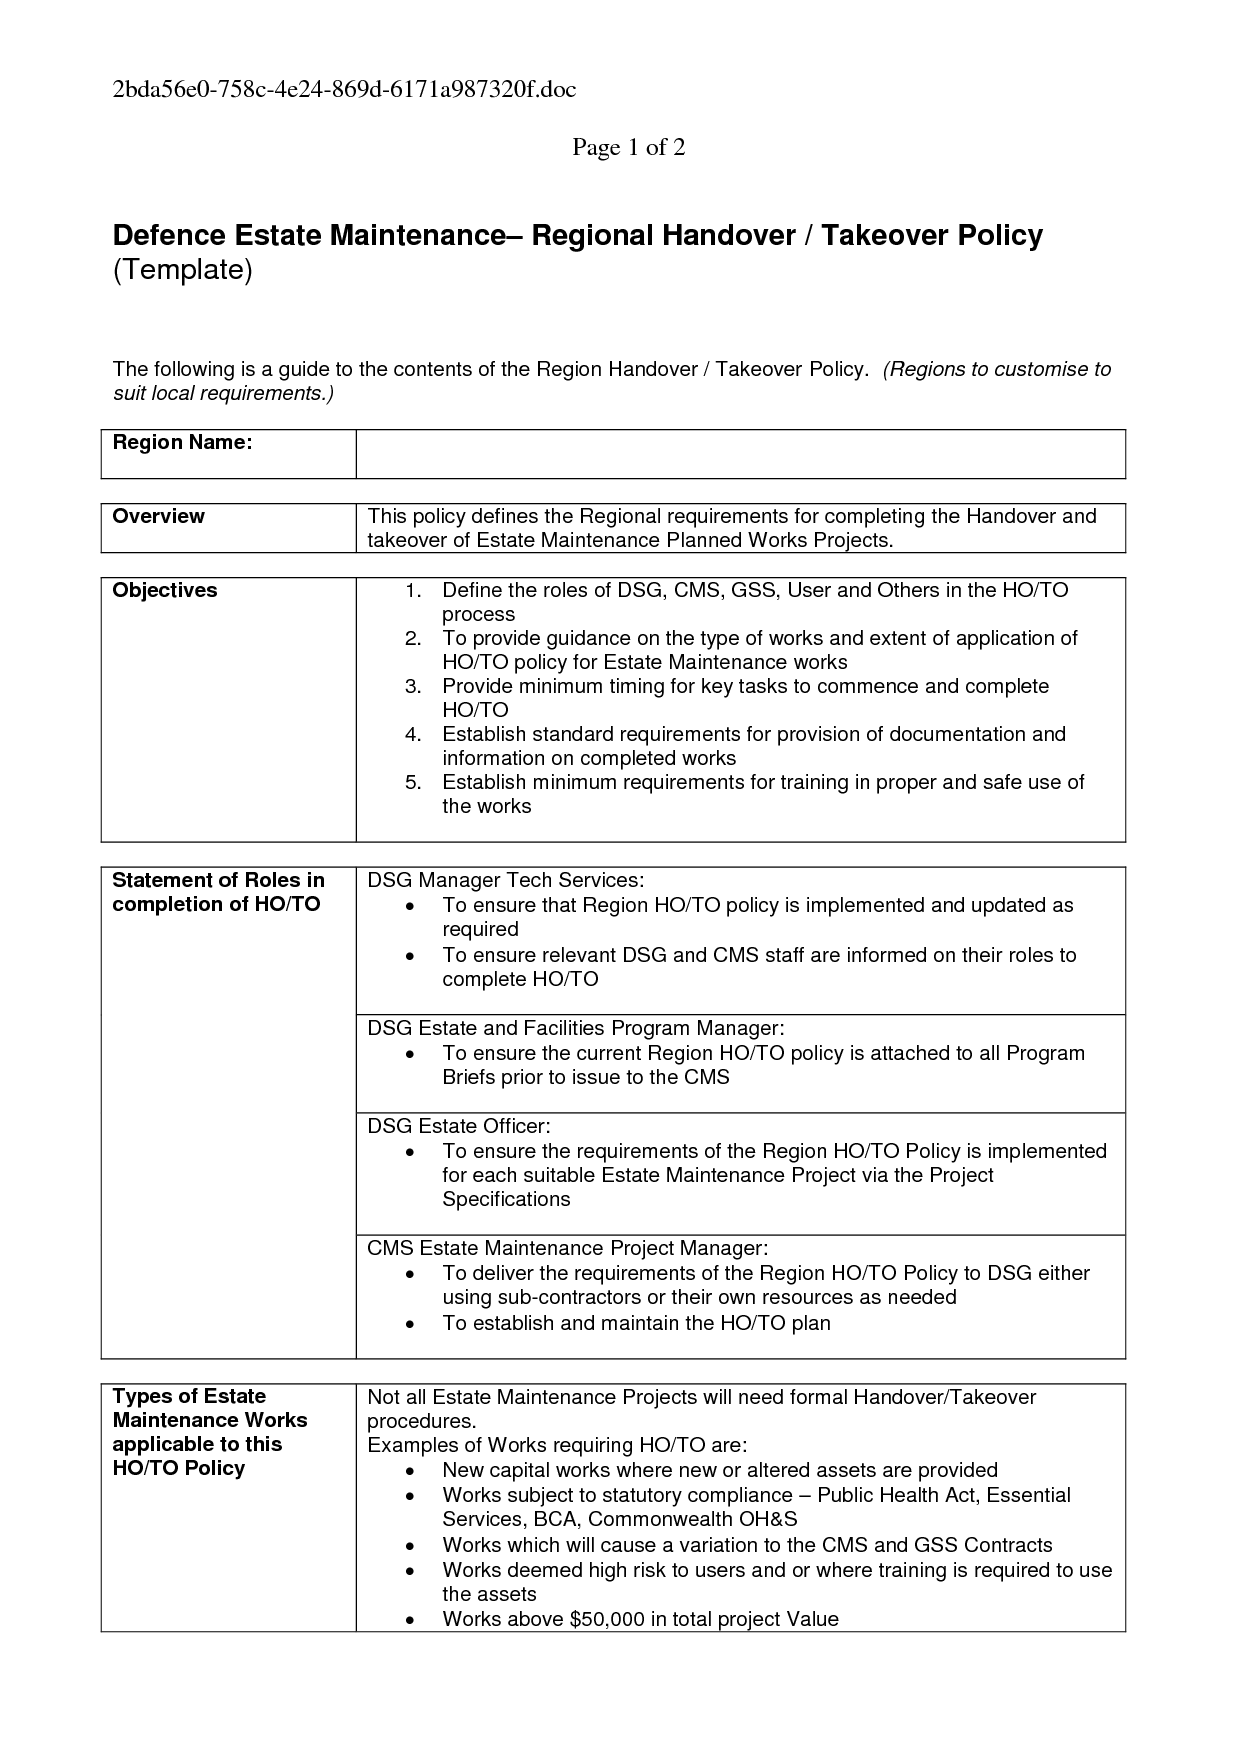 2bda56e0-758c-4e24-869d-6171a987320f.doc
Page 1 of 2
Defence Estate Maintenance– Regional Handover / Takeover Policy
(Template)
The following is a guide to the contents of the Region Handover / Takeover Policy.  (Regions to customise to
suit local requirements.)
Region Name:
Overview
This policy defines the Regional requirements for completing the Handover and
takeover of Estate Maintenance Planned Works Projects.
Objectives
1. Define the roles of DSG, CMS, GSS, User and Others in the HO/TO
process
2. To provide guidance on the type of works and extent of application of
HO/TO policy for Estate Maintenance works
3. Provide minimum timing for key tasks to commence and complete
HO/TO
4. Establish standard requirements for provision of documentation and
information on completed works
5. Establish minimum requirements for training in proper and safe use of
the works
Statement of Roles in
completion of HO/TO
DSG Manager Tech Services:
• To ensure that Region HO/TO policy is implemented and updated as
required
• To ensure relevant DSG and CMS staff are informed on their roles to
complete HO/TO
DSG Estate and Facilities Program Manager:
• To ensure the current Region HO/TO policy is attached to all Program
Briefs prior to issue to the CMS
DSG Estate Officer:
• To ensure the requirements of the Region HO/TO Policy is implemented
for each suitable Estate Maintenance Project via the Project
Specifications
CMS Estate Maintenance Project Manager:
• To deliver the requirements of the Region HO/TO Policy to DSG either
using sub-contractors or their own resources as needed
• To establish and maintain the HO/TO plan
Types of Estate
Maintenance Works
applicable to this
HO/TO Policy
Not all Estate Maintenance Projects will need formal Handover/Takeover
procedures.
Examples of Works requiring HO/TO are:
• New capital works where new or altered assets are provided
• Works subject to statutory compliance – Public Health Act, Essential
Services, BCA, Commonwealth OH&S
• Works which will cause a variation to the CMS and GSS Contracts
• Works deemed high risk to users and or where training is required to use
the assets
• Works above $50,000 in total project Value